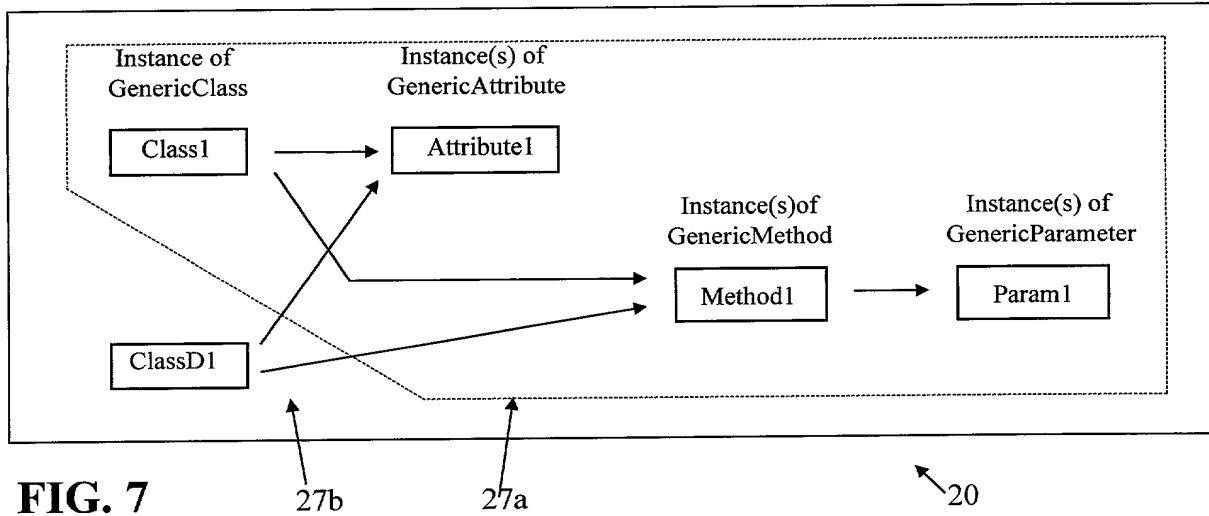 Instance of
GenericClass
Instance(s) of
GenericAttribute
Class1
Attribute1
Instance(s)of
GenericMethod
Instance(s) of
GenericParameter
Method1
Param1
ClassD1
FIG. 7
27b
27a
20